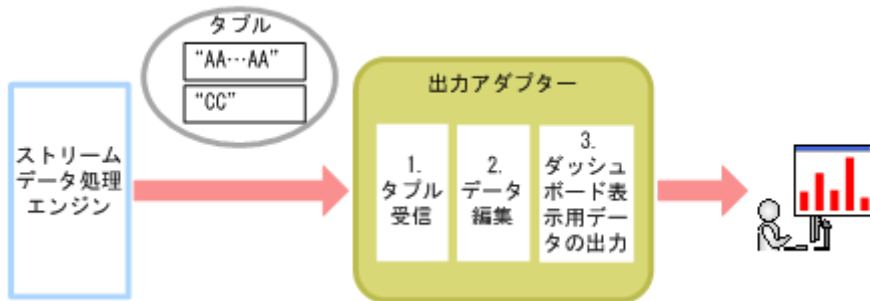 タプル
“AA…AA”
“CC”
出力アダプター
ストリーム
データ処理
エンジン
1.
タプル
受信
2.
データ
編集
3.
ダッシュ
ボード表
示用デー
タの出力